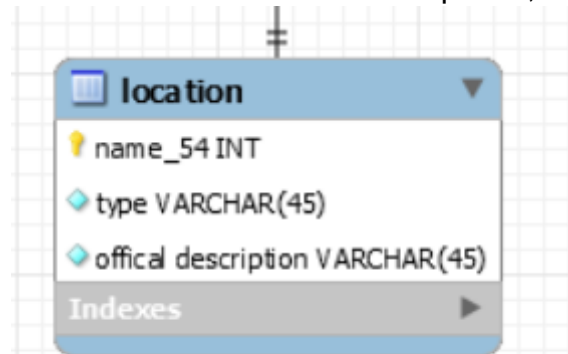 location
name_54 INT
type VARCHAR(45)
offical description VARCHAR(45)
Indexes